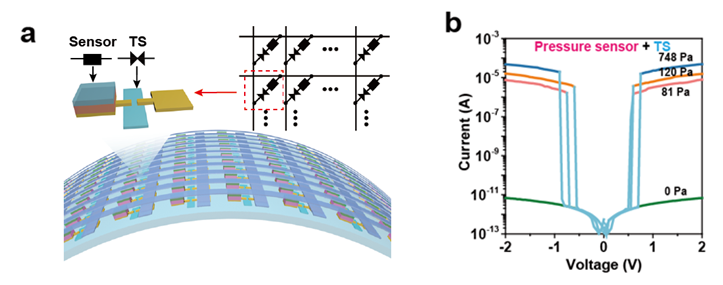 a
Sensor TS
b
Pressure sensor + TS
748 Pa
120 Pa
81 Pa
0 Pa
Current (A)
10⁻³
10⁻⁵
10⁻⁷
10⁻⁹
10⁻¹¹
10⁻¹³
-2 -1 0 1 2
Voltage (V)